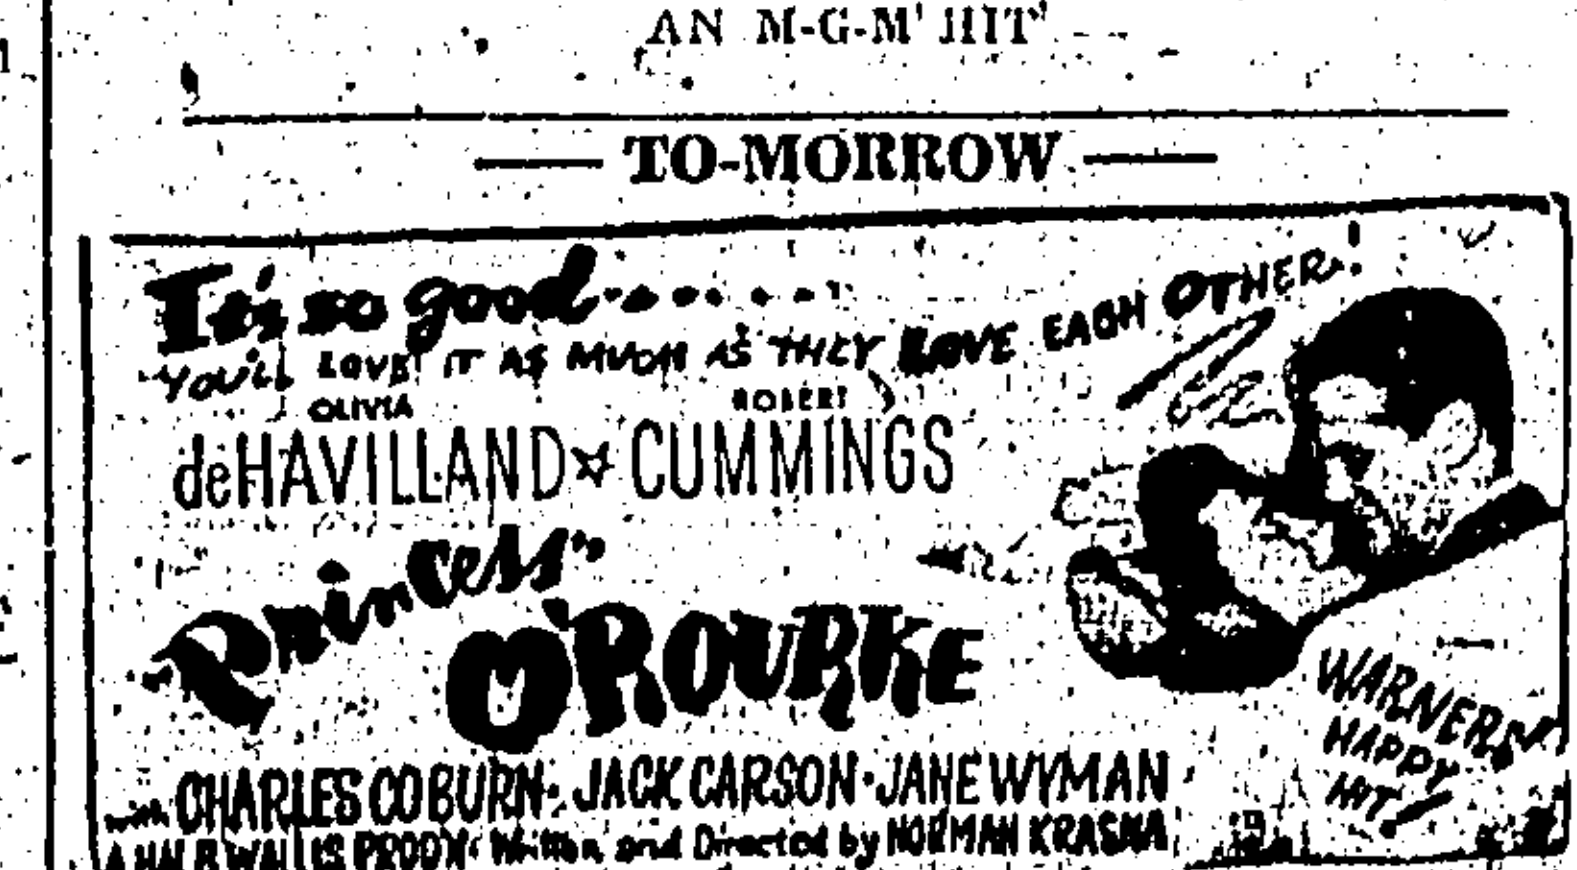 AN M-G-M HIT
TO-MORROW
It's so good.......
YOU'LL LOVE IT AS MUCH AS THEY LOVE EACH OTHER!
OLIVIA ROBERT
deHAVILLAND ☆ CUMMINGS
"Princess
O'ROURKE
with CHARLES COBURN · JACK CARSON · JANE WYMAN
A HAL B. WALLIS PROD'N · Written and Directed by NORMAN KRASNA
WARNERS'
HAPPY
HIT!